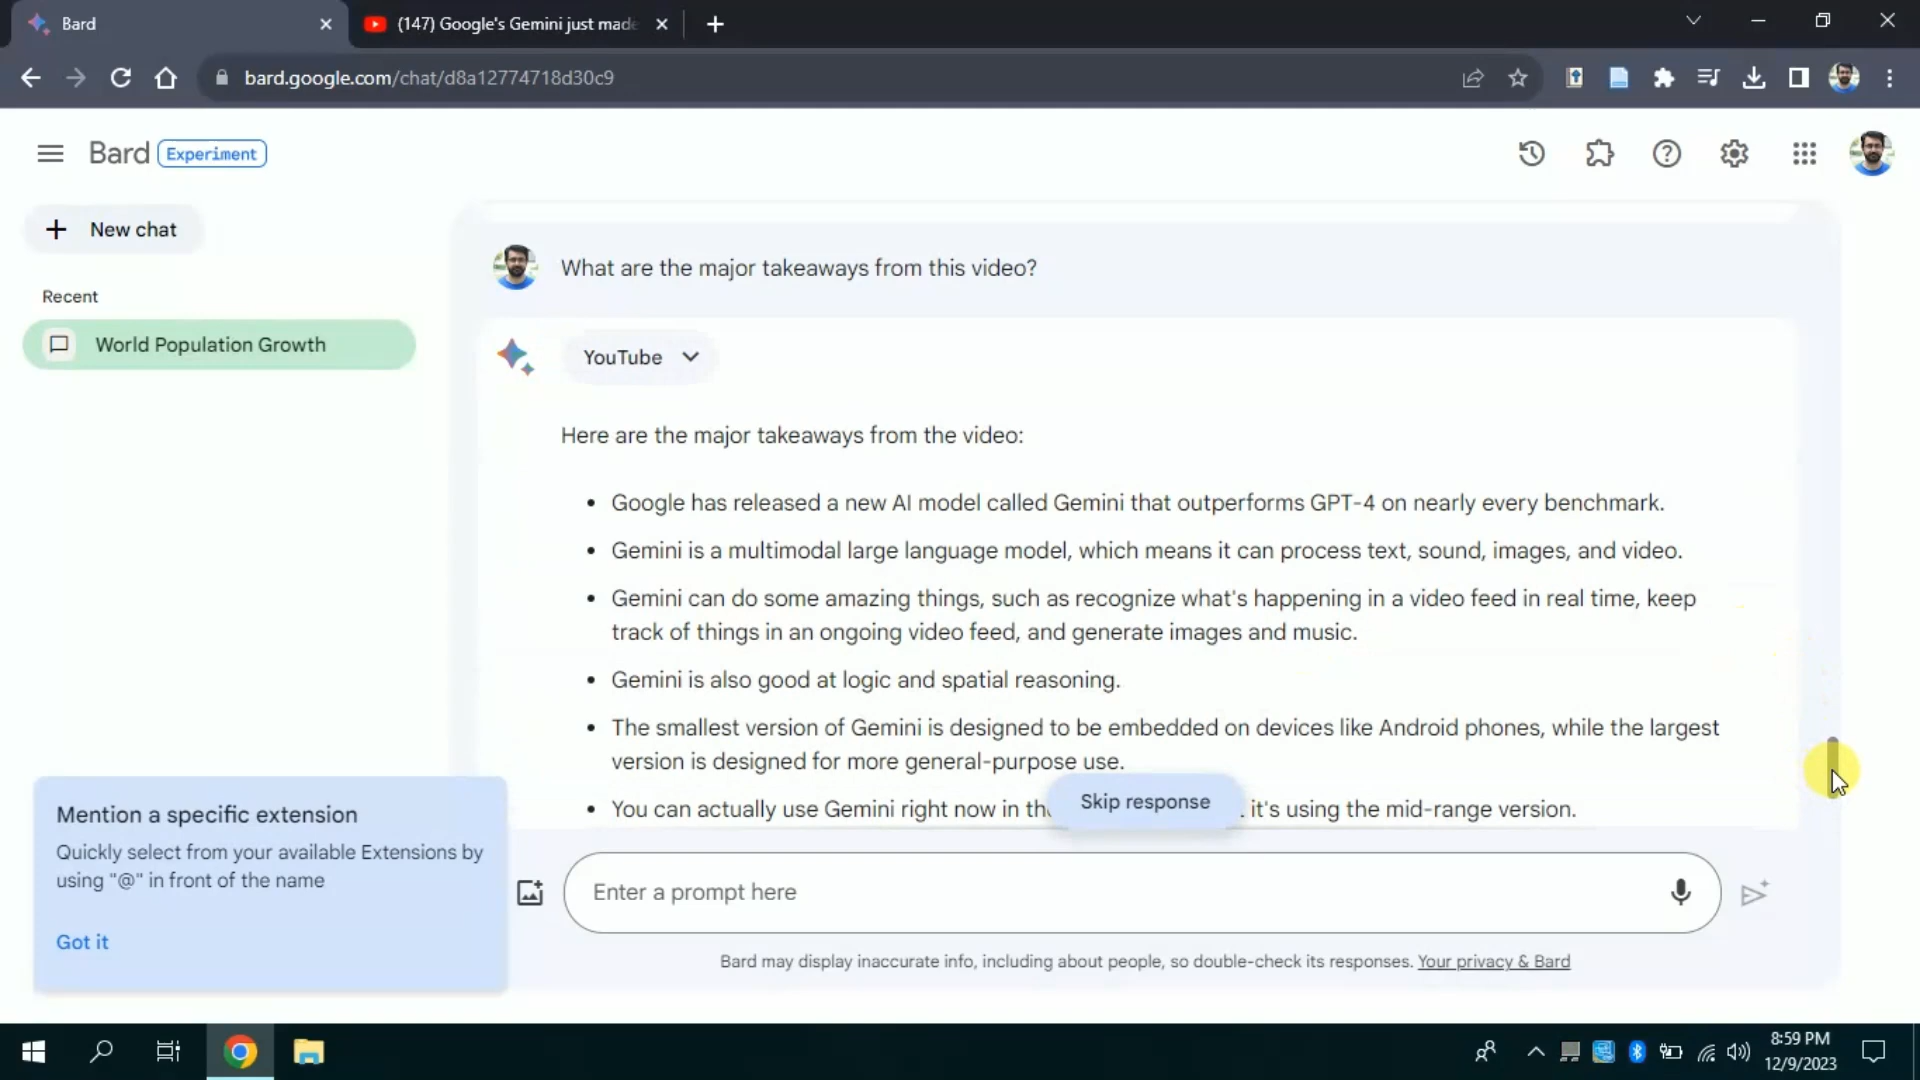 Bard
(147) Google's Gemini just made
bard.google.com/chat/d8a12774718d30c9
Bard Experiment
New chat
Recent
World Population Growth
What are the major takeaways from this video?
YouTube
Here are the major takeaways from the video:
• Google has released a new AI model called Gemini that outperforms GPT-4 on nearly every benchmark.
• Gemini is a multimodal large language model, which means it can process text, sound, images, and video.
• Gemini can do some amazing things, such as recognize what's happening in a video feed in real time, keep
track of things in an ongoing video feed, and generate images and music.
• Gemini is also good at logic and spatial reasoning.
• The smallest version of Gemini is designed to be embedded on devices like Android phones, while the largest
version is designed for more general-purpose use.
• You can actually use Gemini right now in it's using the mid-range version.
Skip response
Mention a specific extension
Quickly select from your available Extensions by
using "@" in front of the name
Got it
Enter a prompt here
Bard may display inaccurate info, including about people, so double-check its responses. Your privacy & Bard
8:59 PM
12/9/2023